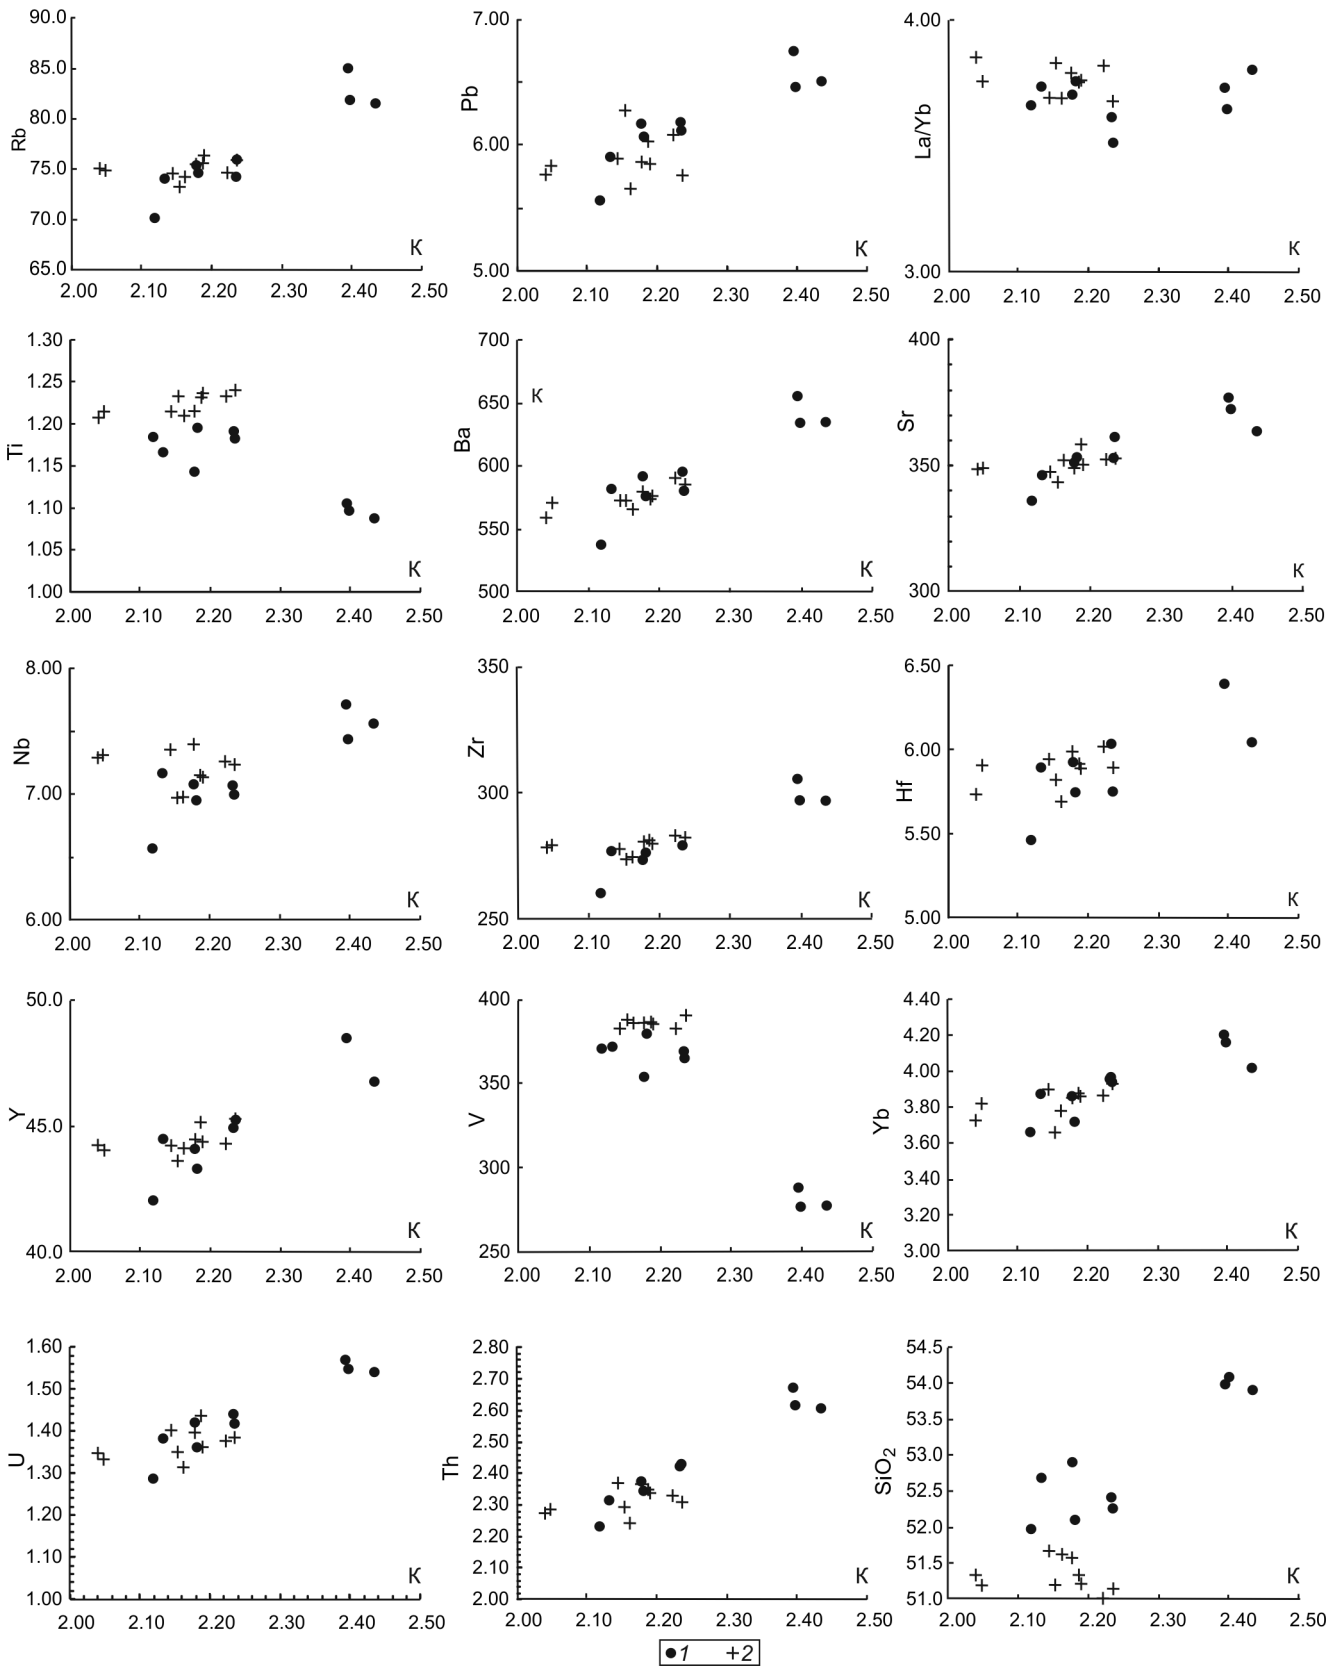 90.0
85.0
80.0
75.0
70.0
65.0
Rb
K
2.00 2.10 2.20 2.30 2.40 2.50
7.00
6.00
5.00
Pb
K
2.00 2.10 2.20 2.30 2.40 2.50
4.00
3.00
La/Yb
K
2.00 2.10 2.20 2.30 2.40 2.50
1.30
1.25
1.20
1.15
1.10
1.05
1.00
Ti
K
2.00 2.10 2.20 2.30 2.40 2.50
700
650
600
550
500
Ba
K
K
2.00 2.10 2.20 2.30 2.40 2.50
400
350
300
Sr
K
2.00 2.10 2.20 2.30 2.40 2.50
8.00
7.00
6.00
Nb
K
2.00 2.10 2.20 2.30 2.40 2.50
350
300
250
Zr
K
2.00 2.10 2.20 2.30 2.40 2.50
6.50
6.00
5.50
5.00
Hf
K
2.00 2.10 2.20 2.30 2.40 2.50
50.0
45.0
40.0
Y
K
2.00 2.10 2.20 2.30 2.40 2.50
400
350
300
250
V
K
2.00 2.10 2.20 2.30 2.40 2.50
4.40
4.20
4.00
3.80
3.60
3.40
3.20
3.00
Yb
K
2.00 2.10 2.20 2.30 2.40 2.50
1.60
1.50
1.40
1.30
1.20
1.10
1.00
U
K
2.00 2.10 2.20 2.30 2.40 2.50
2.80
2.70
2.60
2.50
2.40
2.30
2.20
2.10
2.00
Th
K
2.00 2.10 2.20 2.30 2.40 2.50
54.5
54.0
53.5
53.0
52.5
52.0
51.5
51.0
SiO₂
K
2.00 2.10 2.20 2.30 2.40 2.50
●1 +2